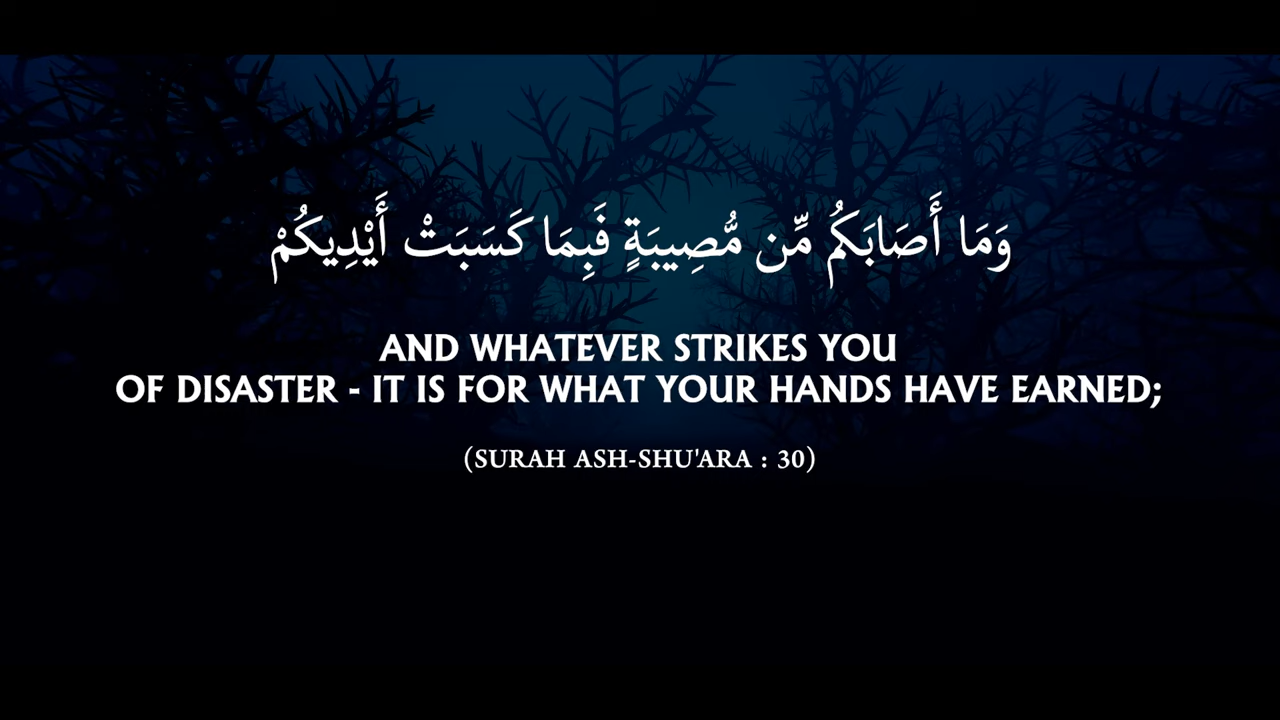 وَمَا أَصَابَكُم مِّن مُّصِيبَةٍ فَبِمَا كَسَبَتْ أَيْدِيكُمْ
AND WHATEVER STRIKES YOU
OF DISASTER - IT IS FOR WHAT YOUR HANDS HAVE EARNED;
(SURAH ASH-SHU'ARA : 30)